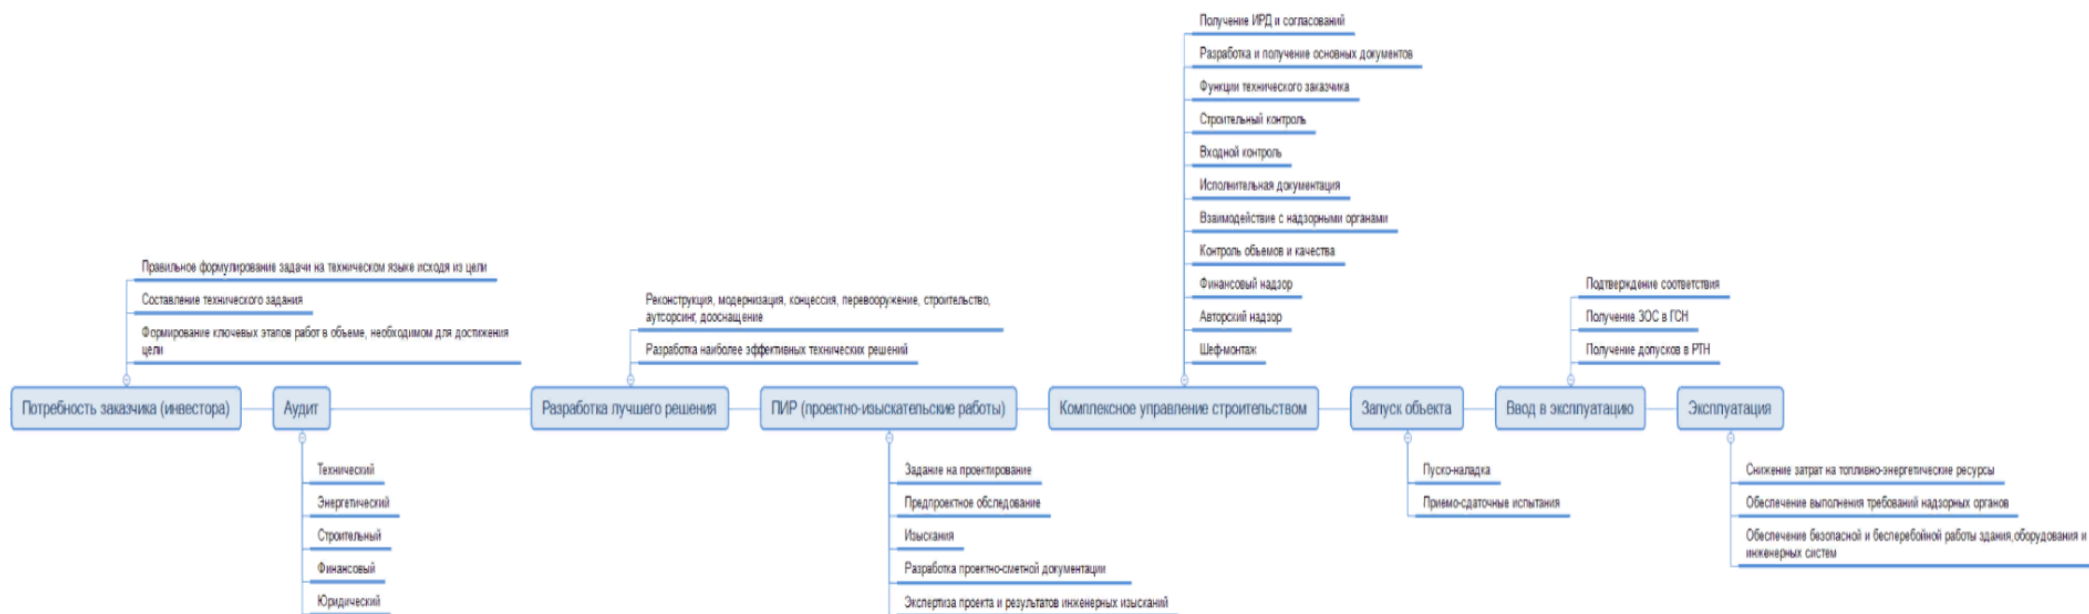 Получение ИРД и согласований
Разработка и получение основных документов
Функции технического заказчика
Строительный контроль
Входной контроль
Исполнительная документация
Взаимодействие с надзорными органами
Контроль объемов и качества
Финансовый надзор
Авторский надзор
Шеф-монтаж
Правильное формулирование задачи на техническом языке исходя из цели
Составление технического задания
Формирование ключевых этапов работ в объеме, необходимом для достижения
цели
Реконструкция, модернизация, концессия, перевооружение, строительство,
аутсорсинг, дооснащение
Разработка наиболее эффективных технических решений
Подтверждение соответствия
Получение ЗОС в ГСН
Получение допусков в РТН
Потребность заказчика (инвестора)
Аудит
Разработка лучшего решения
ПИР (проектно-изыскательские работы)
Комплексное управление строительством
Запуск объекта
Ввод в эксплуатацию
Эксплуатация
Технический
Энергетический
Строительный
Финансовый
Юридический
Задание на проектирование
Предпроектное обследование
Изыскания
Разработка проектно-сметной документации
Экспертиза проекта и результатов инженерных изысканий
Пуско-наладка
Приемо-сдаточные испытания
Снижение затрат на топливно-энергетические ресурсы
Обеспечение выполнения требований надзорных органов
Обеспечение безопасной и бесперебойной работы здания,оборудования и
инженерных систем